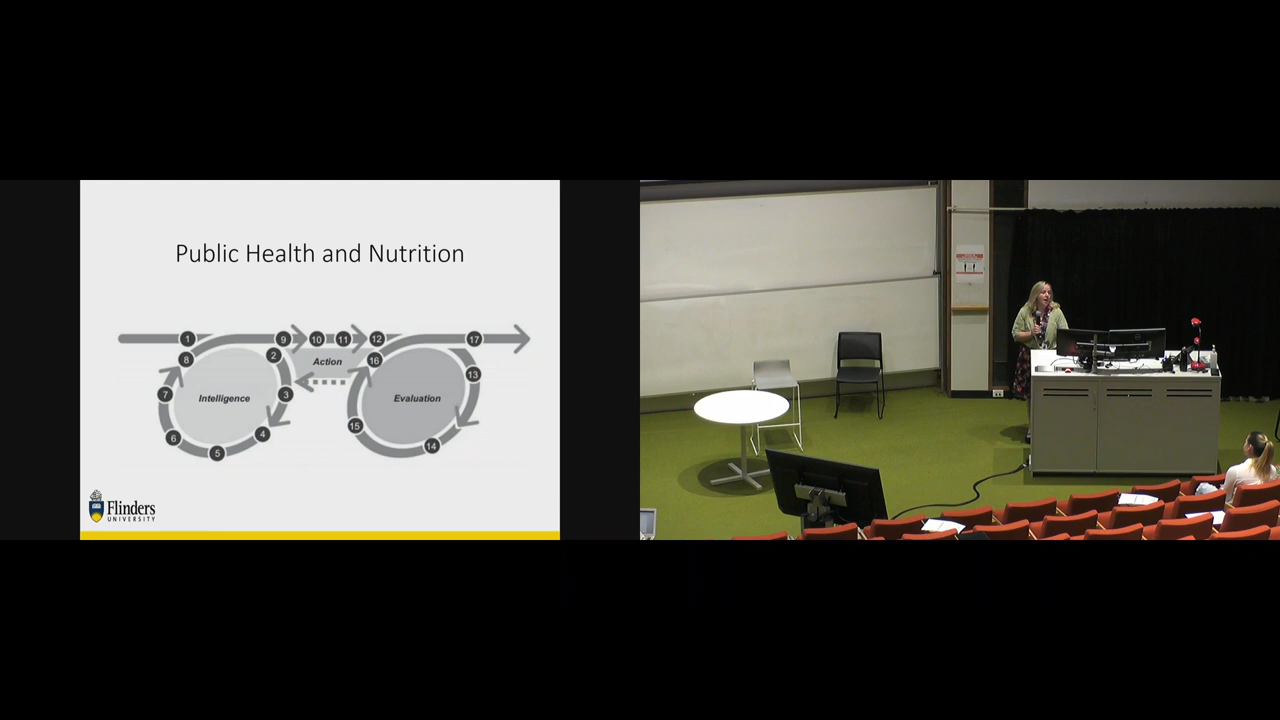 Public Health and Nutrition
1
9
10
11
12
17
8
2
Action
16
7
3
Intelligence
Evaluation
13
6
4
15
5
14
Flinders
UNIVERSITY